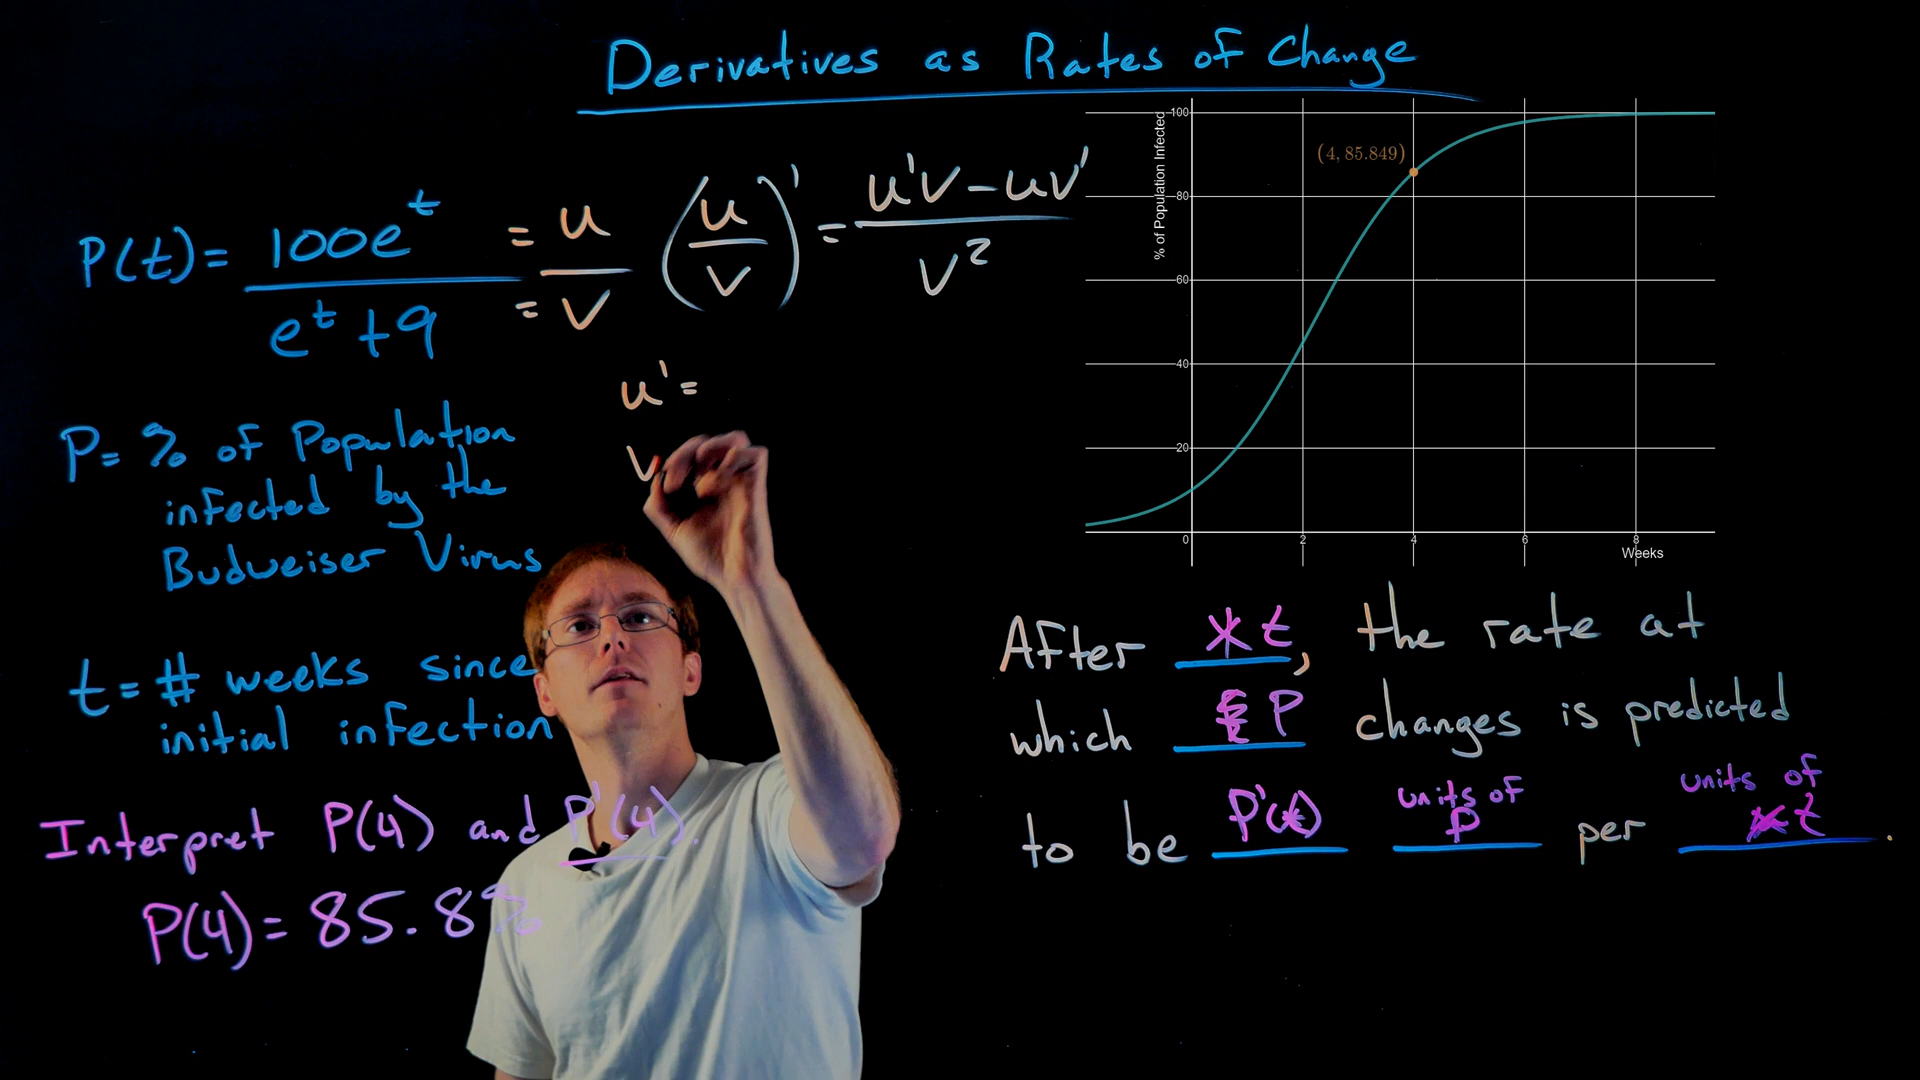 Derivatives as Rates of Change
P(t) = 100e^t / e^t + 9 = u = v (u / v)' = u'v - uv' / v²
u' =
v
P = % of Population
infected by the
Budweiser Virus
t = # weeks since
initial infection
Interpret P(4) and P'(4).
P(4) = 85.8%
% of Population Infected
100
80
60
40
20
(4, 85.849)
0 2 4 6 8
Weeks
After t, the rate at
which P changes is predicted
to be P'(t) units of P per units of t.